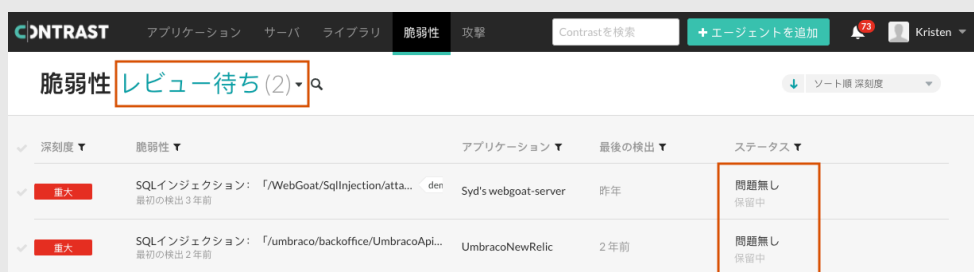 CONTRAST アプリケーション サーバ ライブラリ 脆弱性 攻撃 Contrastを検索 +エージェントを追加 73 Kristen
脆弱性 レビュー待ち (2) ソート順 深刻度
深刻度 脆弱性 アプリケーション 最後の検出 ステータス
重大 SQLインジェクション: 「/WebGoat/SqlInjection/atta... den Syd's webgoat-server 昨年 問題無し
最初の検出 3 年前 保留中
重大 SQLインジェクション: 「/umbraco/backoffice/UmbracoApi... UmbracoNewRelic 2 年前 問題無し
最初の検出 2 年前 保留中